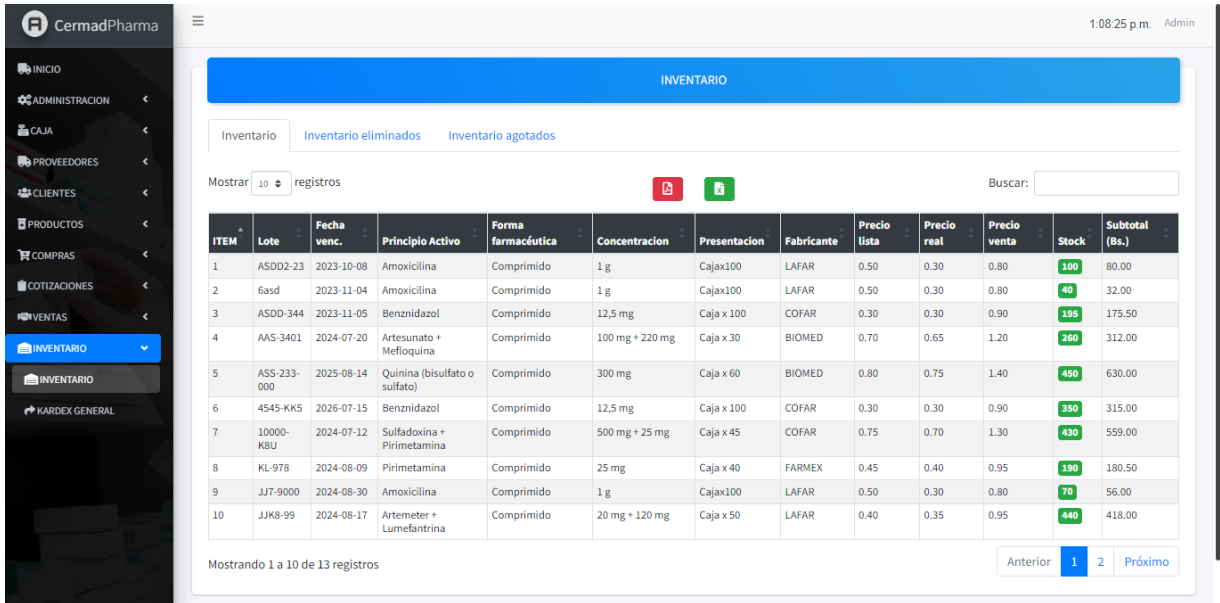 CermadPharma
1:08:25 p.m. Admin
INICIO
ADMINISTRACION
CAJA
PROVEEDORES
CLIENTES
PRODUCTOS
COMPRAS
COTIZACIONES
VENTAS
INVENTARIO
INVENTARIO
KARDEX GENERAL
INVENTARIO
Inventario Inventario eliminados Inventario agotados
Mostrar 10 registros Buscar:
ITEM Lote Fecha venc. Principio Activo Forma farmacéutica Concentracion Presentacion Fabricante Precio lista Precio real Precio venta Stock Subtotal (Bs.)
1 ASDD2-23 2023-10-08 Amoxicilina Comprimido 1 g Cajax100 LAFAR 0.50 0.30 0.80 100 80.00
2 6asd 2023-11-04 Amoxicilina Comprimido 1 g Cajax100 LAFAR 0.50 0.30 0.80 40 32.00
3 ASDD-344 2023-11-05 Benznidazol Comprimido 12,5 mg Caja x 100 COFAR 0.30 0.30 0.90 195 175.50
4 AAS-3401 2024-07-20 Artesunato + Mefloquina Comprimido 100 mg + 220 mg Caja x 30 BIOMED 0.70 0.65 1.20 260 312.00
5 ASS-233-000 2025-08-14 Quinina (bisulfato o sulfato) Comprimido 300 mg Caja x 60 BIOMED 0.80 0.75 1.40 450 630.00
6 4545-KK5 2026-07-15 Benznidazol Comprimido 12,5 mg Caja x 100 COFAR 0.30 0.30 0.90 350 315.00
7 10000-K8U 2024-07-12 Sulfadoxina + Pirimetamina Comprimido 500 mg + 25 mg Caja x 45 COFAR 0.75 0.70 1.30 430 559.00
8 KL-978 2024-08-09 Pirimetamina Comprimido 25 mg Caja x 40 FARMEX 0.45 0.40 0.95 190 180.50
9 JJ7-9000 2024-08-30 Amoxicilina Comprimido 1 g Cajax100 LAFAR 0.50 0.30 0.80 70 56.00
10 JJK8-99 2024-08-17 Artemeter + Lumefantrina Comprimido 20 mg + 120 mg Caja x 50 LAFAR 0.40 0.35 0.95 440 418.00
Mostrando 1 a 10 de 13 registros
Anterior 1 2 Próximo